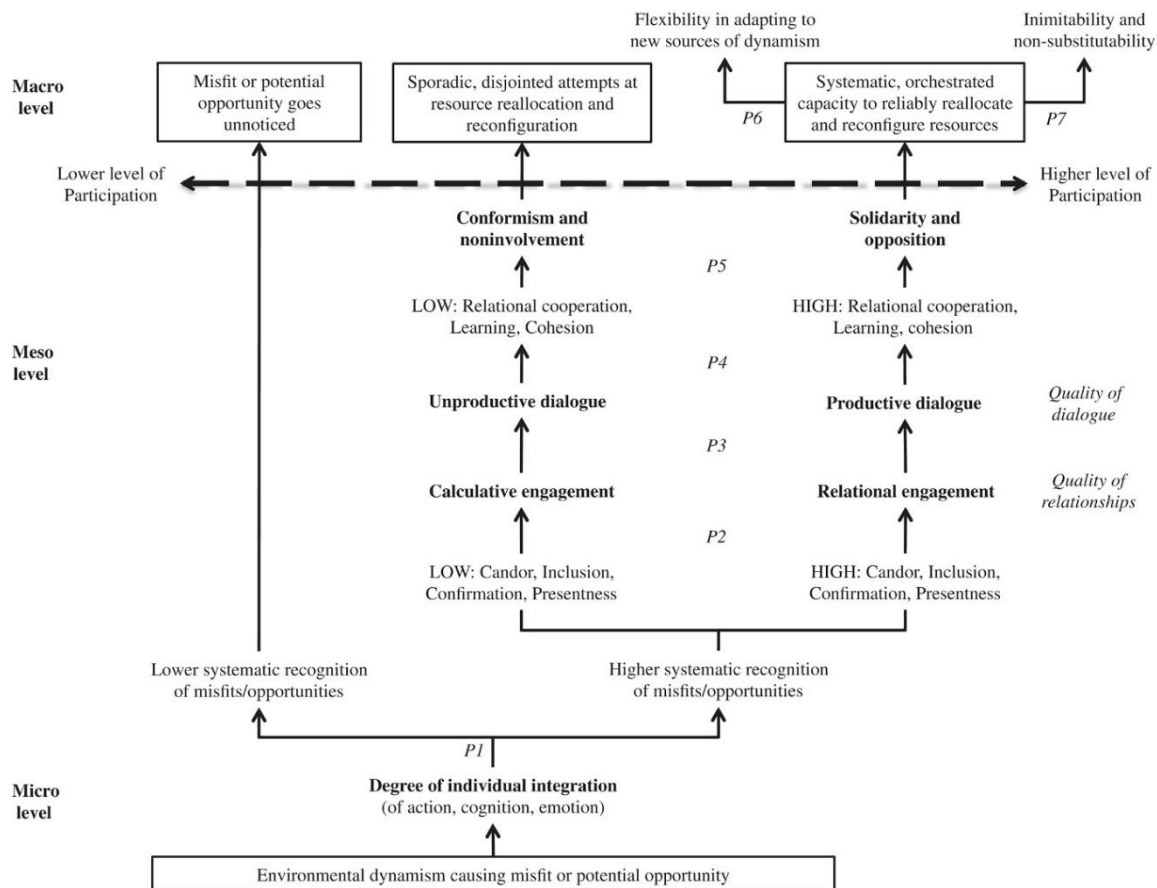 Flexibility in adapting to
new sources of dynamism
Inimitability and
non-substitutability
Macro
level
Misfit or potential
opportunity goes
unnoticed
Sporadic, disjointed attempts at
resource reallocation and
reconfiguration
Systematic, orchestrated
capacity to reliably reallocate
and reconfigure resources
P6
P7
Lower level of
Participation
Higher level of
Participation
Conformism and
noninvolvement
Solidarity and
opposition
P5
LOW: Relational cooperation,
Learning, Cohesion
HIGH: Relational cooperation,
Learning, cohesion
Meso
level
P4
Unproductive dialogue
Productive dialogue
Quality of
dialogue
P3
Calculative engagement
Relational engagement
Quality of
relationships
P2
LOW: Candor, Inclusion,
Confirmation, Presentness
HIGH: Candor, Inclusion,
Confirmation, Presentness
Lower systematic recognition
of misfits/opportunities
Higher systematic recognition
of misfits/opportunities
P1
Micro
level
Degree of individual integration
(of action, cognition, emotion)
Environmental dynamism causing misfit or potential opportunity